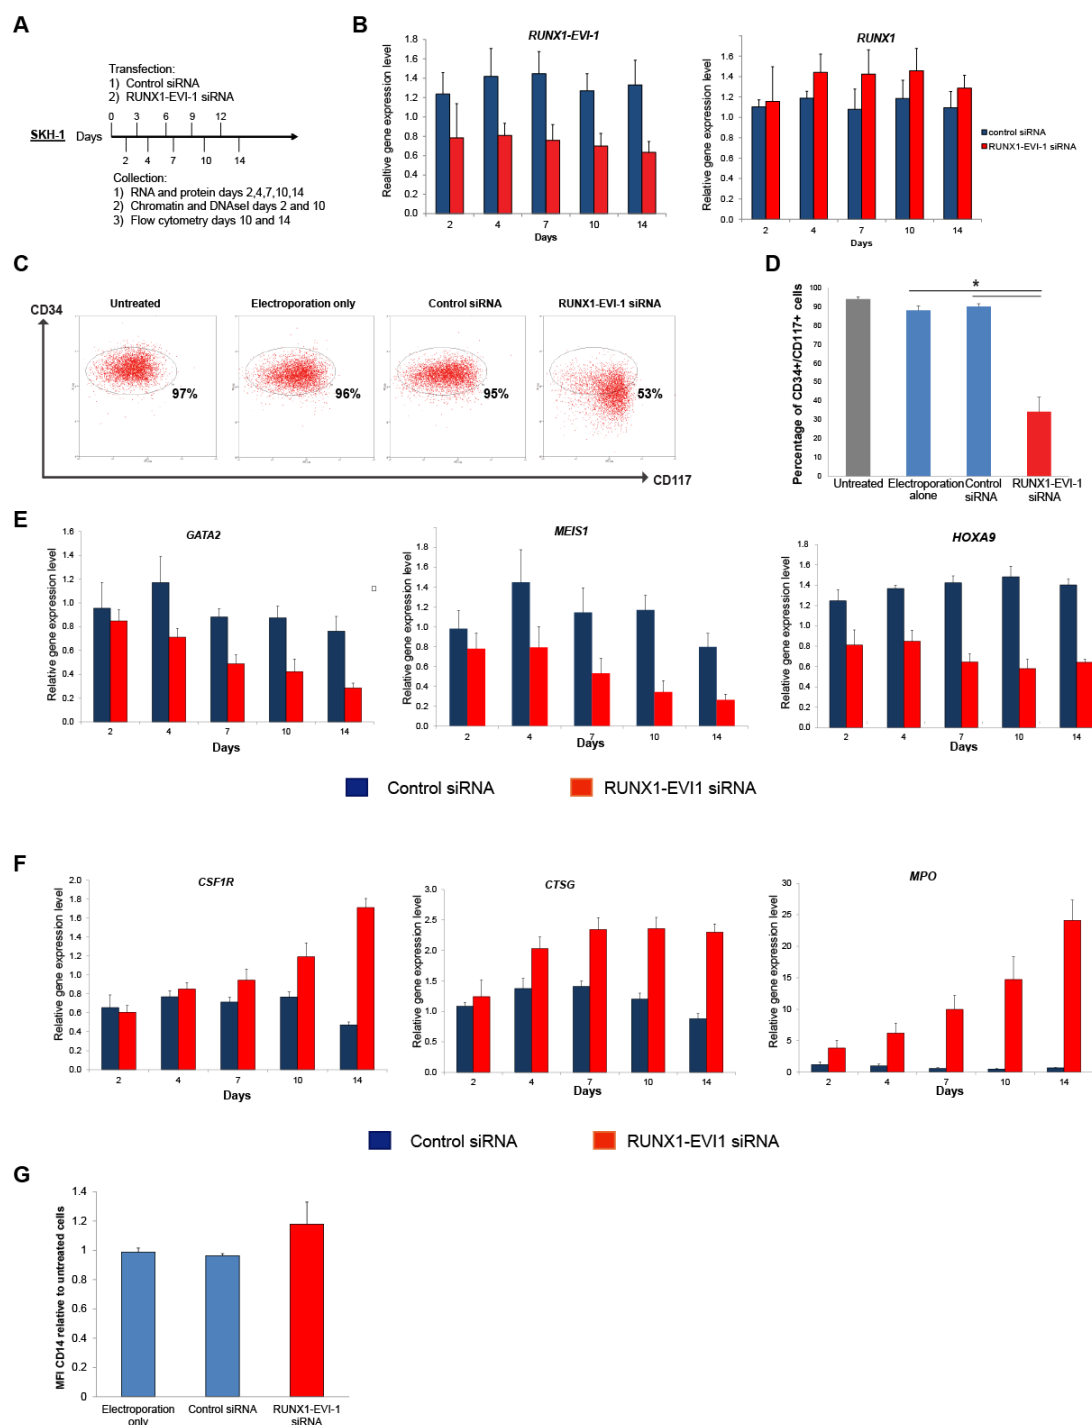 A
Transfection:
1) Control siRNA
2) RUNX1-EVI-1 siRNA
0 3 6 9 12
SKH-1 Days
2 4 7 10 14
Collection:
1) RNA and protein days 2,4,7,10,14
2) Chromatin and DNAseI days 2 and 10
3) Flow cytometry days 10 and 14
B
RUNX1-EVI-1
Realtive gene expression level
1.8
1.6
1.4
1.2
1.0
0.8
0.6
0.4
0.2
0.0
2 4 7 10 14
Days
RUNX1
Relative gene expression level
1.8
1.6
1.4
1.2
1.0
0.8
0.6
0.4
0.2
0.0
2 4 7 10 14
Days
control siRNA
RUNX1-EVI-1 siRNA
C
CD34
Untreated
97%
Electroporation only
96%
Control siRNA
95%
RUNX1-EVI-1 siRNA
53%
CD117
D
Percentage of CD34+/CD117+ cells
100
90
80
70
60
50
40
30
20
10
0
*
Untreated
Electroporation
alone
Control
siRNA
RUNX1-EVI-1
siRNA
E
GATA2
Relative gene expression level
1.6
1.4
1.2
1.0
0.8
0.6
0.4
0.2
0.0
2 4 7 10 14
Days
MEIS1
Relative gene expression level
2.0
1.8
1.6
1.4
1.2
1.0
0.8
0.6
0.4
0.2
0.0
2 4 7 10 14
Days
HOXA9
Relative gene expression level
1.8
1.6
1.4
1.2
1.0
0.8
0.6
0.4
0.2
0.0
2 4 7 10 14
Days
Control siRNA
RUNX1-EVI1 siRNA
F
CSF1R
Relative gene expression level
2.0
1.8
1.6
1.4
1.2
1.0
0.8
0.6
0.4
0.2
0.0
2 4 7 10 14
Days
CTSG
Relative gene expression level
3.0
2.5
2.0
1.5
1.0
0.5
0.0
2 4 7 10 14
Days
MPO
Relative gene expression level
30
25
20
15
10
5
0
2 4 7 10 14
Days
Control siRNA
RUNX1-EVI1 siRNA
G
MFI CD14 relative to untreated cells
1.4
1.2
1
0.8
0.6
0.4
0.2
0
Electroporation
only
Control siRNA
RUNX1-EVI-1
siRNA